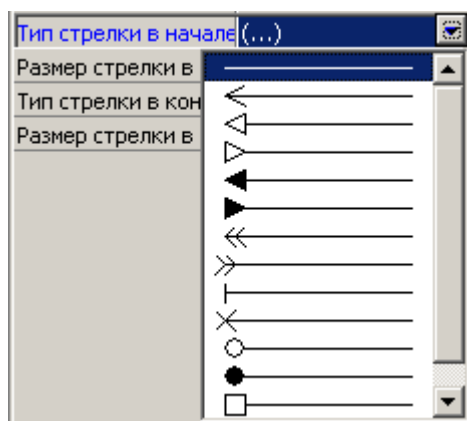 Тип стрелки в начале (...)
Размер стрелки в
Тип стрелки в кон
Размер стрелки в